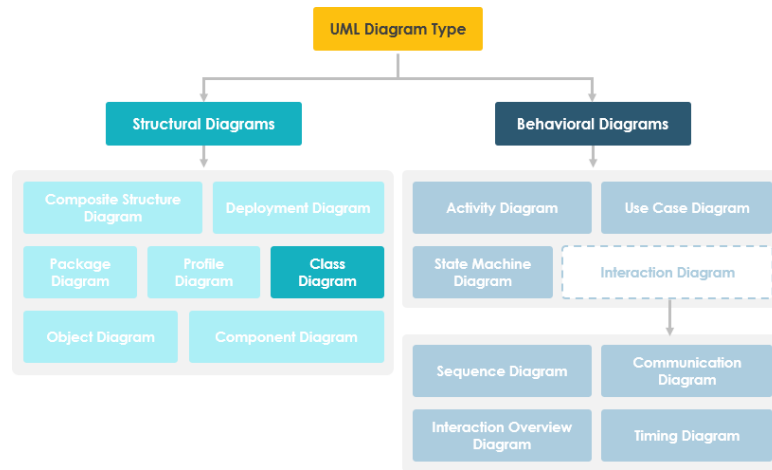 UML Diagram Type
Structural Diagrams
Behavioral Diagrams
Composite Structure
Diagram
Deployment Diagram
Package
Diagram
Profile
Diagram
Class
Diagram
Object Diagram
Component Diagram
Activity Diagram
Use Case Diagram
State Machine
Diagram
Interaction Diagram
Sequence Diagram
Communication
Diagram
Interaction Overview
Diagram
Timing Diagram